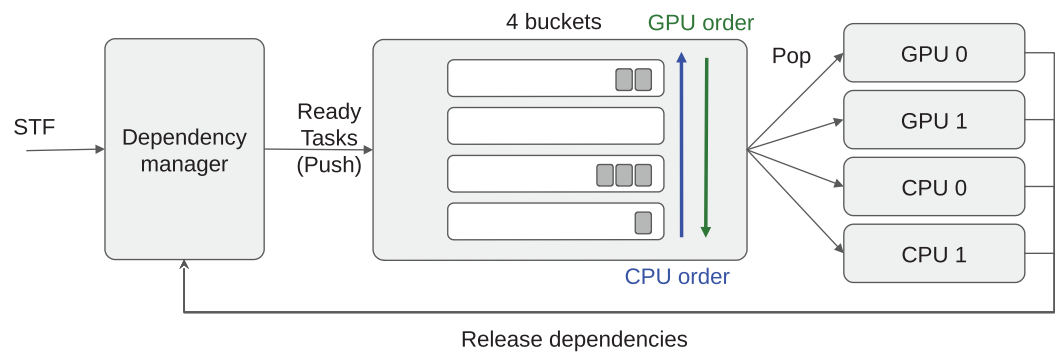 STF
Dependency
manager
Ready
Tasks
(Push)
4 buckets
GPU order
CPU order
Pop
GPU 0
GPU 1
CPU 0
CPU 1
Release dependencies